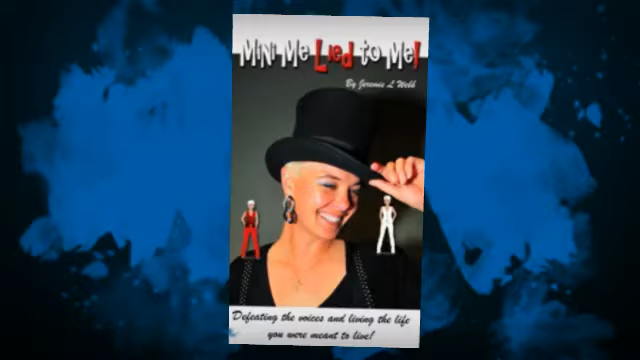 Mini Me Lied to Me!
By Jeremie L Webb
Defeating the voices and living the life
you were meant to live!